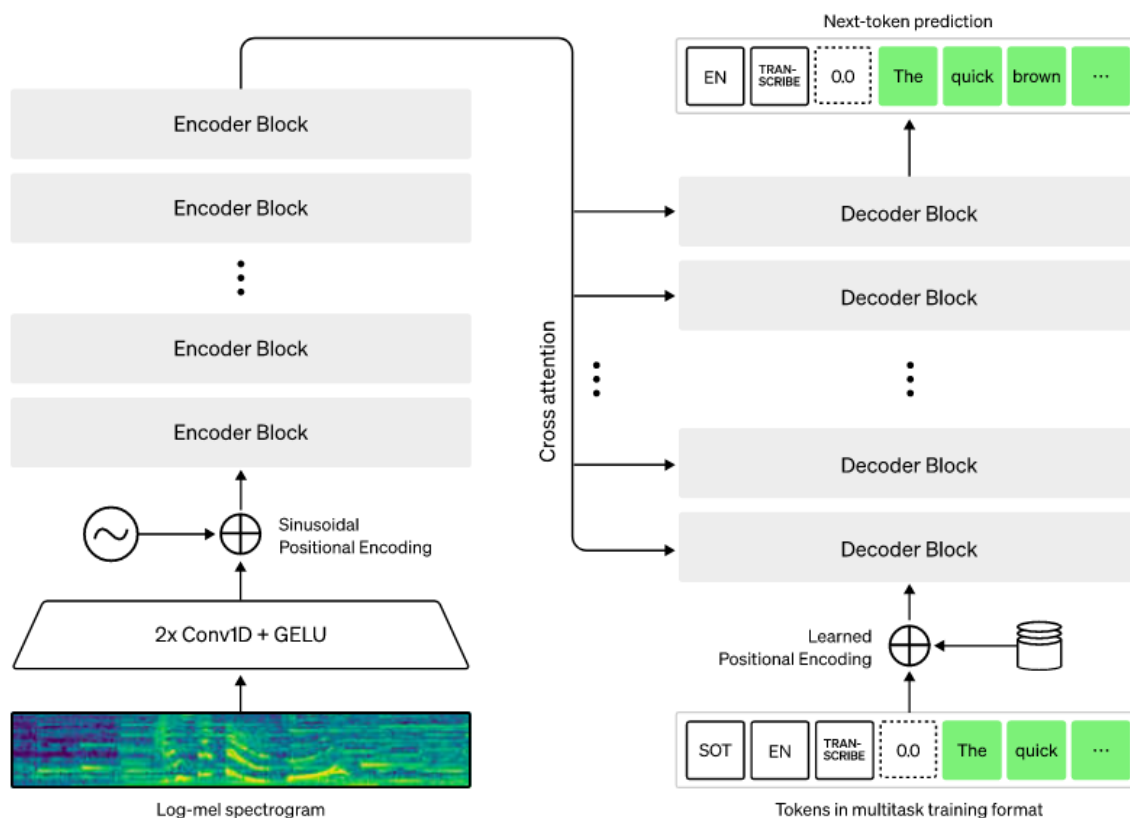 Next-token prediction
EN
TRAN-
SCRIBE
0.0
The
quick
brown
...
Encoder Block
Encoder Block
Encoder Block
Encoder Block
Sinusoidal
Positional Encoding
2x Conv1D + GELU
Log-mel spectrogram
Cross attention
Decoder Block
Decoder Block
Decoder Block
Decoder Block
Learned
Positional Encoding
SOT
EN
TRAN-
SCRIBE
0.0
The
quick
...
Tokens in multitask training format